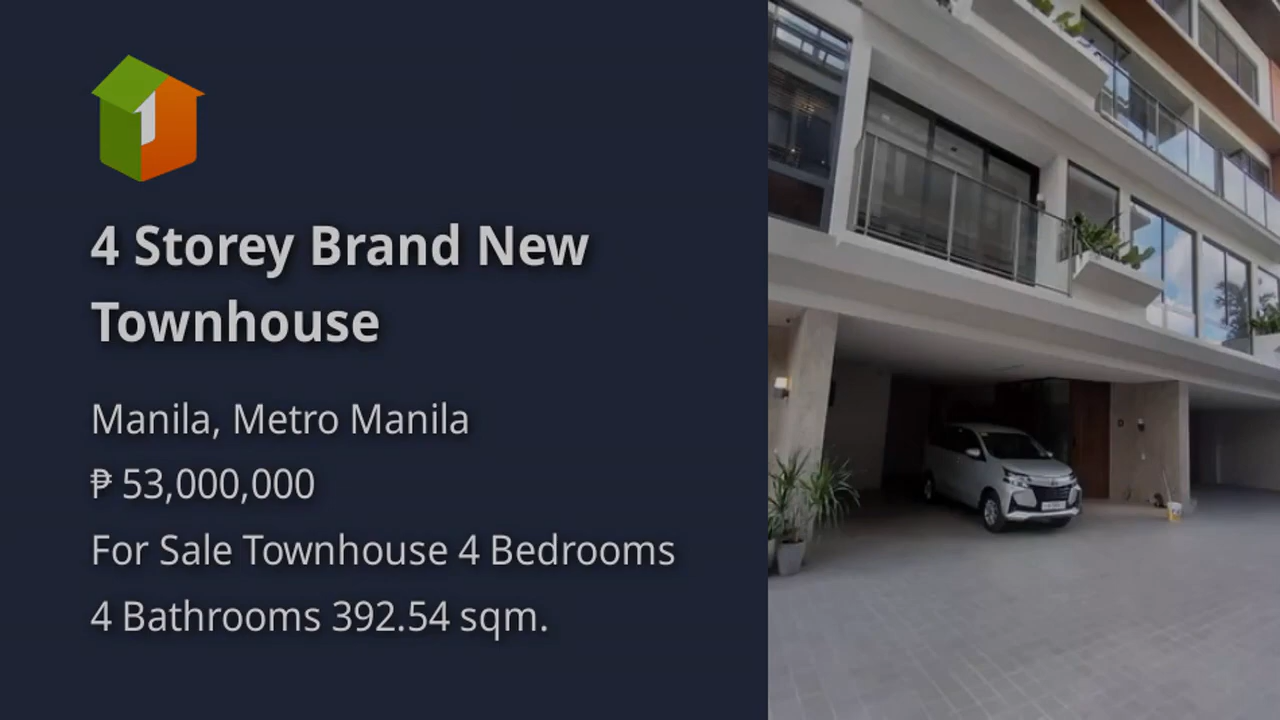 4 Storey Brand New
Townhouse
Manila, Metro Manila
₱ 53,000,000
For Sale Townhouse 4 Bedrooms
4 Bathrooms 392.54 sqm.